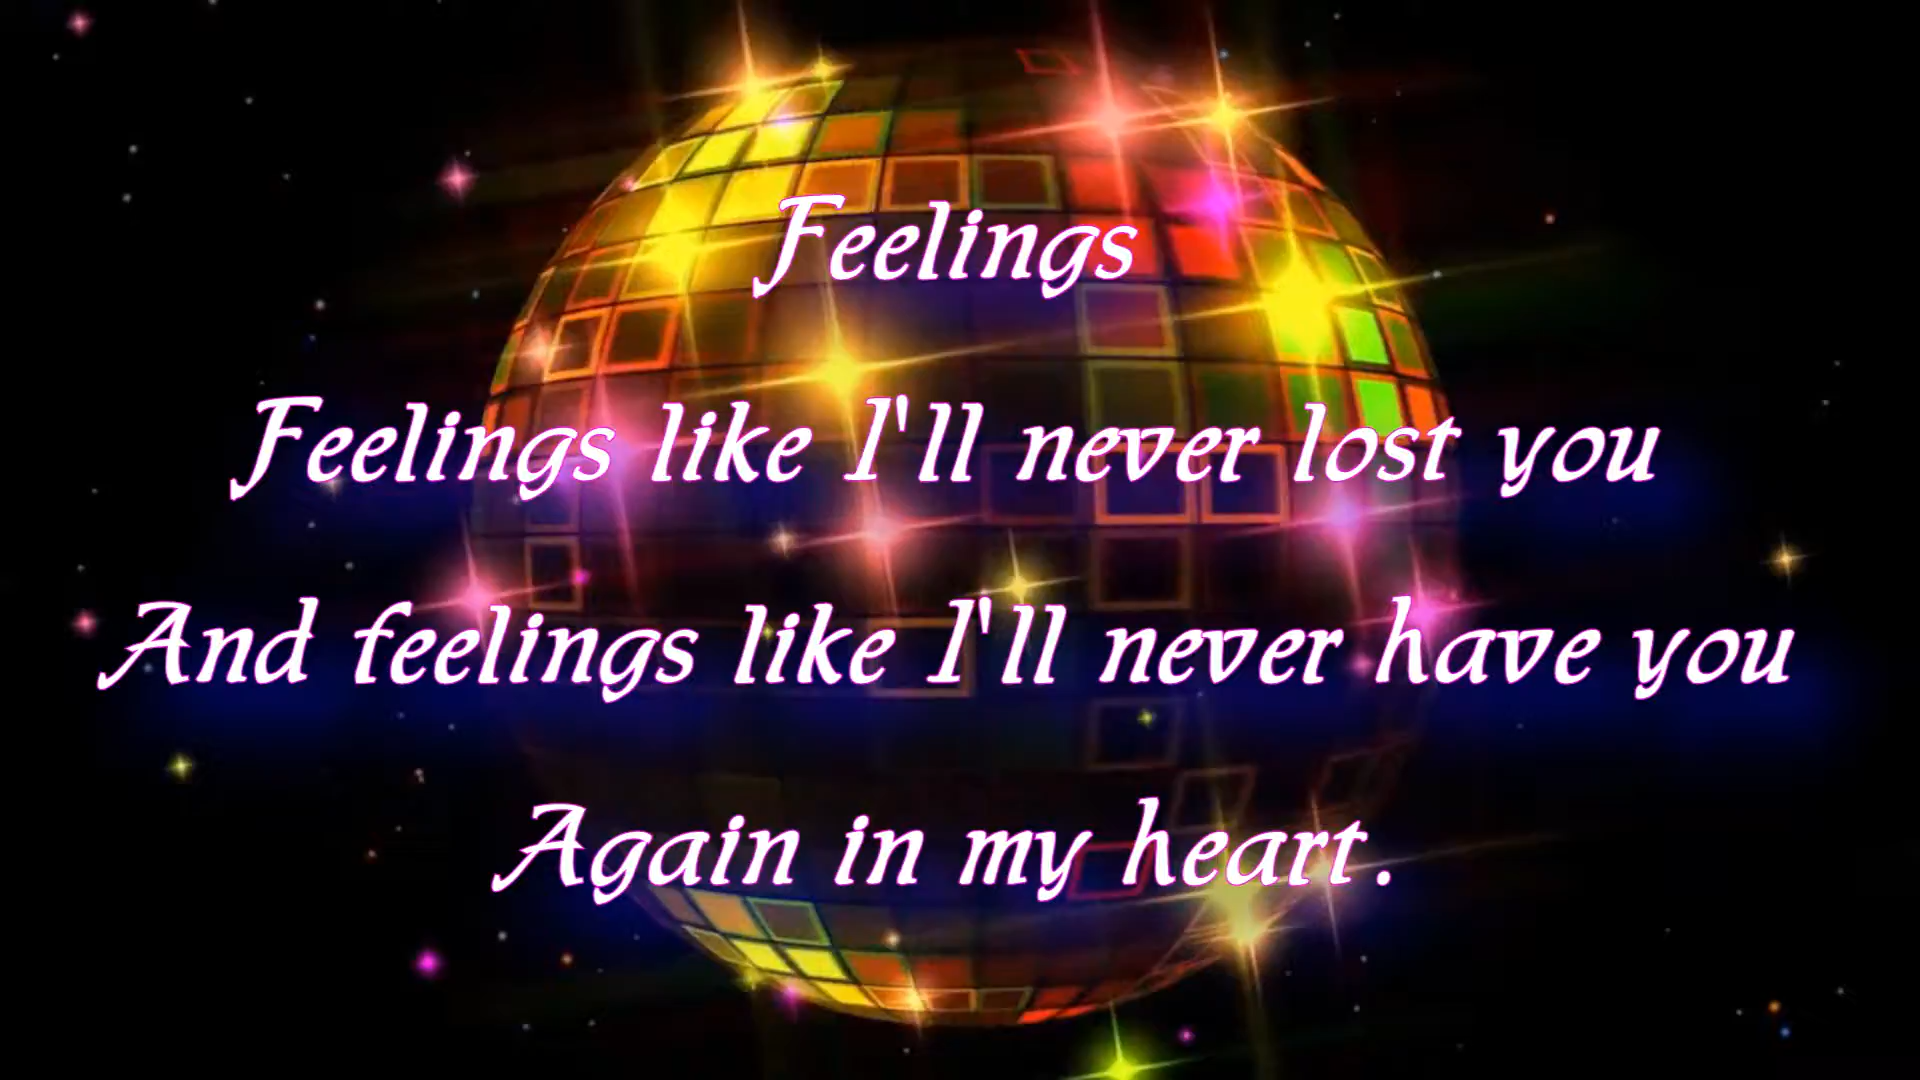 Feelings
Feelings like I'll never lost you
And feelings like I'll never have you
Again in my heart.